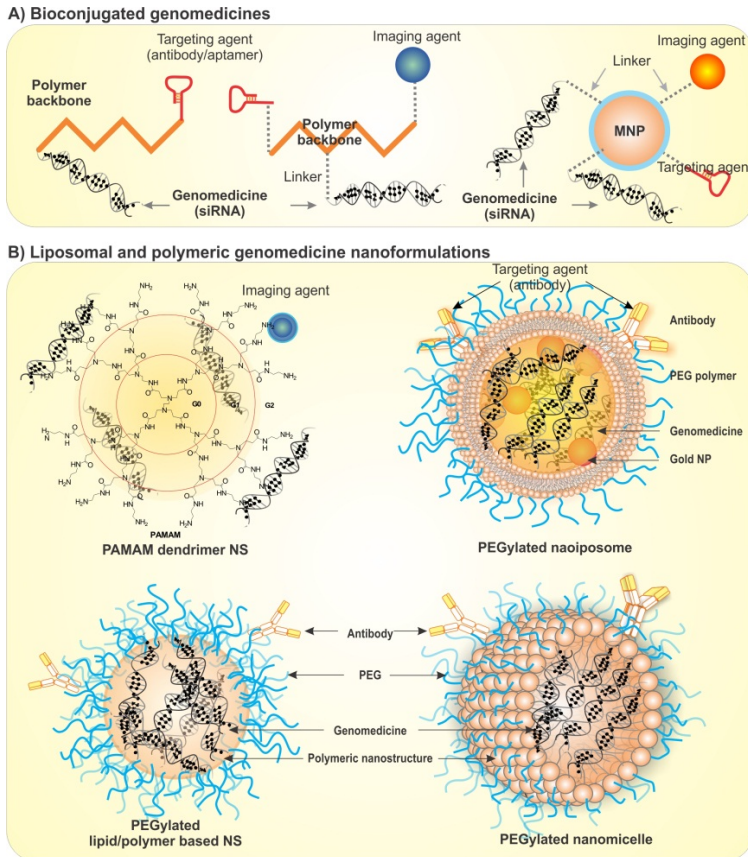 A) Bioconjugated genomedicines
Targeting agent
(antibody/aptamer)
Imaging agent
Imaging agent
Polymer
backbone
Linker
Polymer
backbone
MNP
Linker
Targeting agent
Genomedicine
(siRNA)
Genomedicine
(siRNA)
B) Liposomal and polymeric genomedicine nanoformulations
Imaging agent
G0
G1
G2
PAMAM
PAMAM dendrimer NS
Targeting agent
(antibody)
Antibody
PEG polymer
Genomedicine
Gold NP
PEGylated naoiposome
Antibody
PEG
Genomedicine
Polymeric nanostructure
PEGylated
lipid/polymer based NS
PEGylated nanomicelle